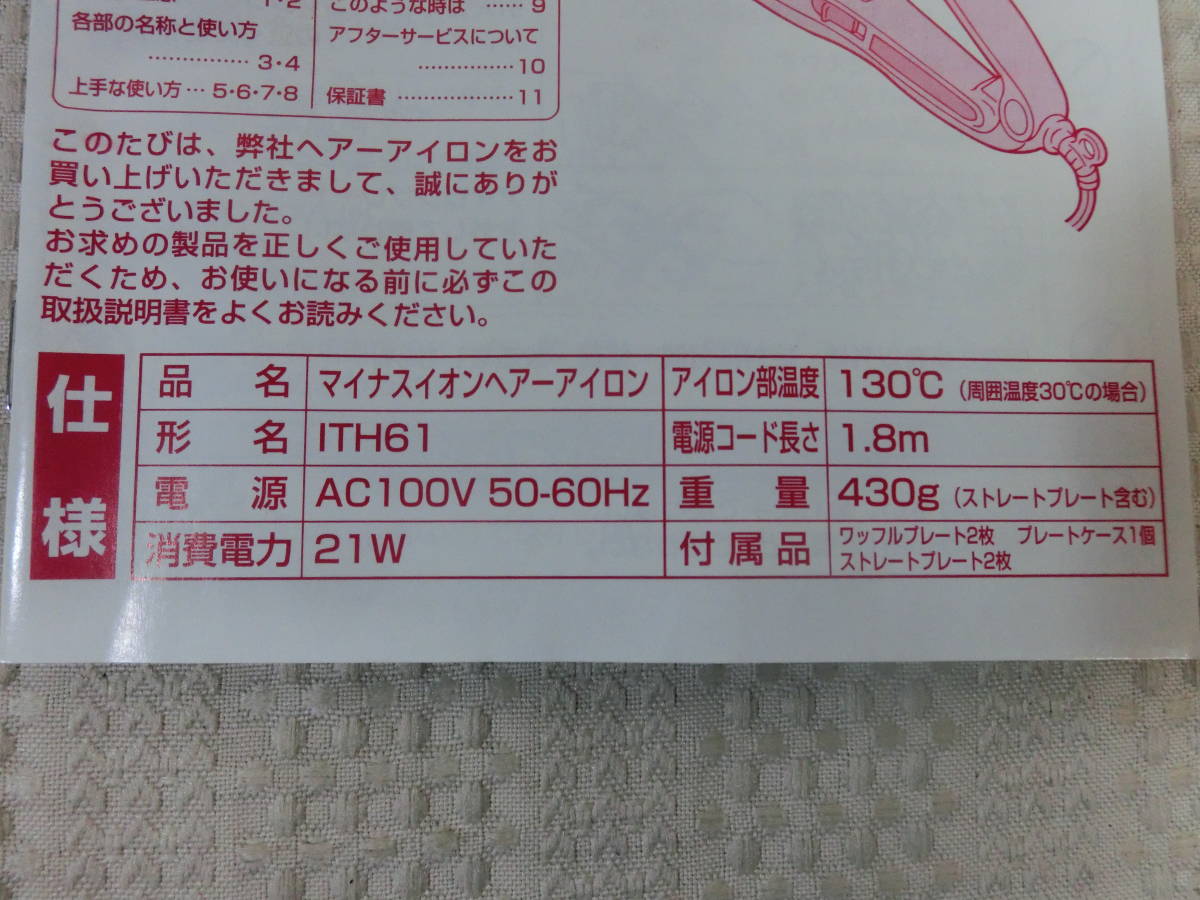 1・2
各部の名称と使い方
…………… 3・4
上手な使い方 … 5・6・7・8
このような時は …… 9
アフターサービスについて
……………… 10
保証書 ……………… 11
このたびは、弊社ヘアーアイロンをお
買い上げいただきまして、誠にありが
とうございました。
お求めの製品を正しくご使用していた
だくため、お使いになる前に必ずこの
取扱説明書をよくお読みください。
仕様
品名 マイナスイオンヘアーアイロン アイロン部温度 130℃（周囲温度30℃の場合）
形名 ITH61 電源コード長さ 1.8m
電源 AC100V 50-60Hz 重量 430g（ストレートプレート含む）
消費電力 21W 付属品 ワッフルプレート2枚 プレートケース1個
ストレートプレート2枚